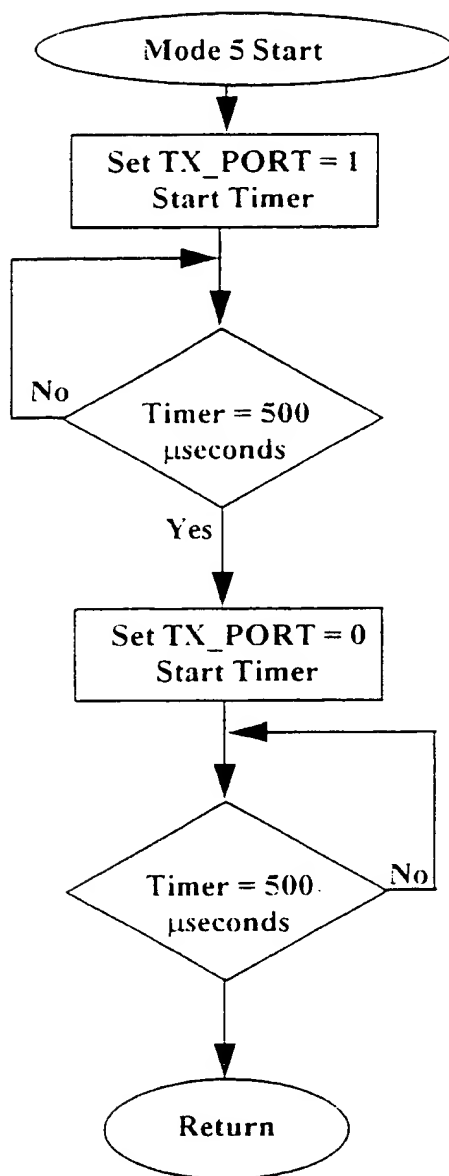 Mode 5 Start
Set TX_PORT = 1
Start Timer
No
Timer = 500
µseconds
Yes
Set TX_PORT = 0
Start Timer
Timer = 500
No
µseconds
Return